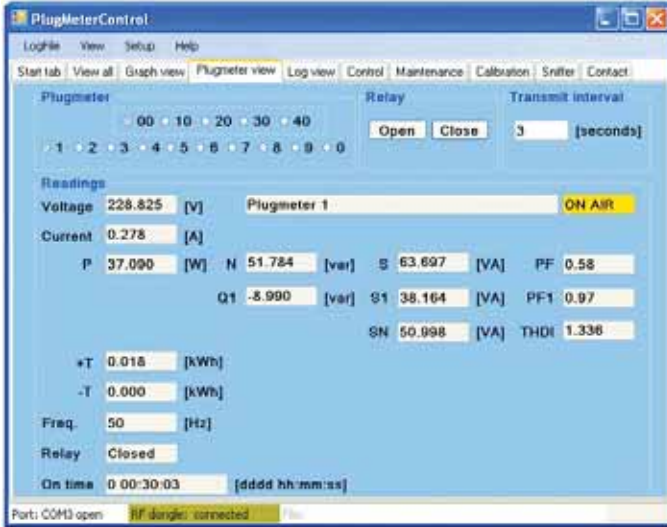 PlugMeterControl
Logfile View Setup Help
Start tab View all Graph view Plugmeter view Log view Control Maintenance Calibration Sniffer Contact
Plugmeter Relay Transmit interval
00 10 20 30 40
Open Close 3 [seconds]
1 2 3 4 5 6 7 8 9 0
Readings
Voltage 228.825 [V] Plugmeter 1 ON AIR
Current 0.278 [A]
P 37.090 [W] N 51.784 [var] S 63.697 [VA] PF 0.58
Q1 -8.990 [var] S1 38.164 [VA] PF1 0.97
SN 50.998 [VA] THDI 1.336
+T 0.018 [kWh]
-T 0.000 [kWh]
Freq. 50 [Hz]
Relay Closed
On time 0 00:30:03 [dddd hh:mm:ss]
Port: COM3 open RF dongle: connected